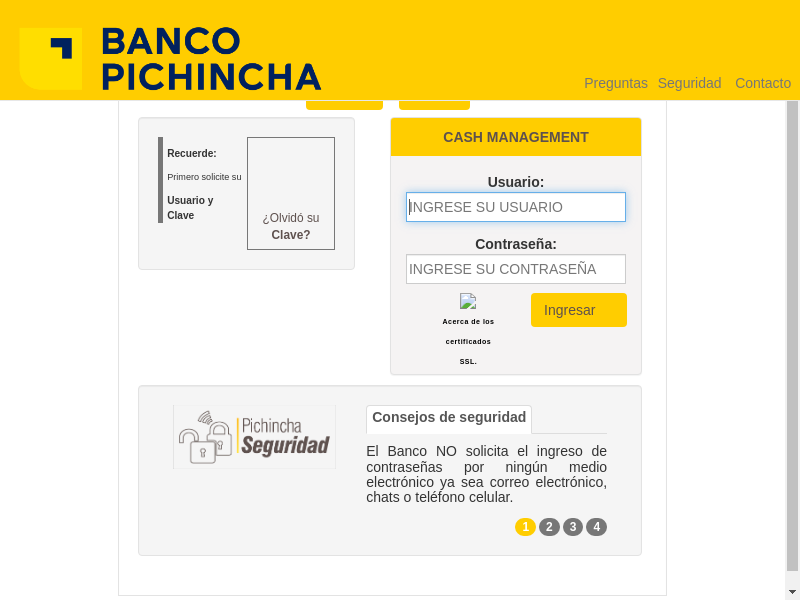 BANCO
PICHINCHA
Preguntas Seguridad Contacto
Recuerde:
Primero solicite su
Usuario y
Clave
¿Olvidó su
Clave?
CASH MANAGEMENT
Usuario:
INGRESE SU USUARIO
Contraseña:
INGRESE SU CONTRASEÑA
Acerca de los
certificados
SSL.
Ingresar
Pichincha
Seguridad
Consejos de seguridad
El Banco NO solicita el ingreso de
contraseñas por ningún medio
electrónico ya sea correo electrónico,
chats o teléfono celular.
1 2 3 4